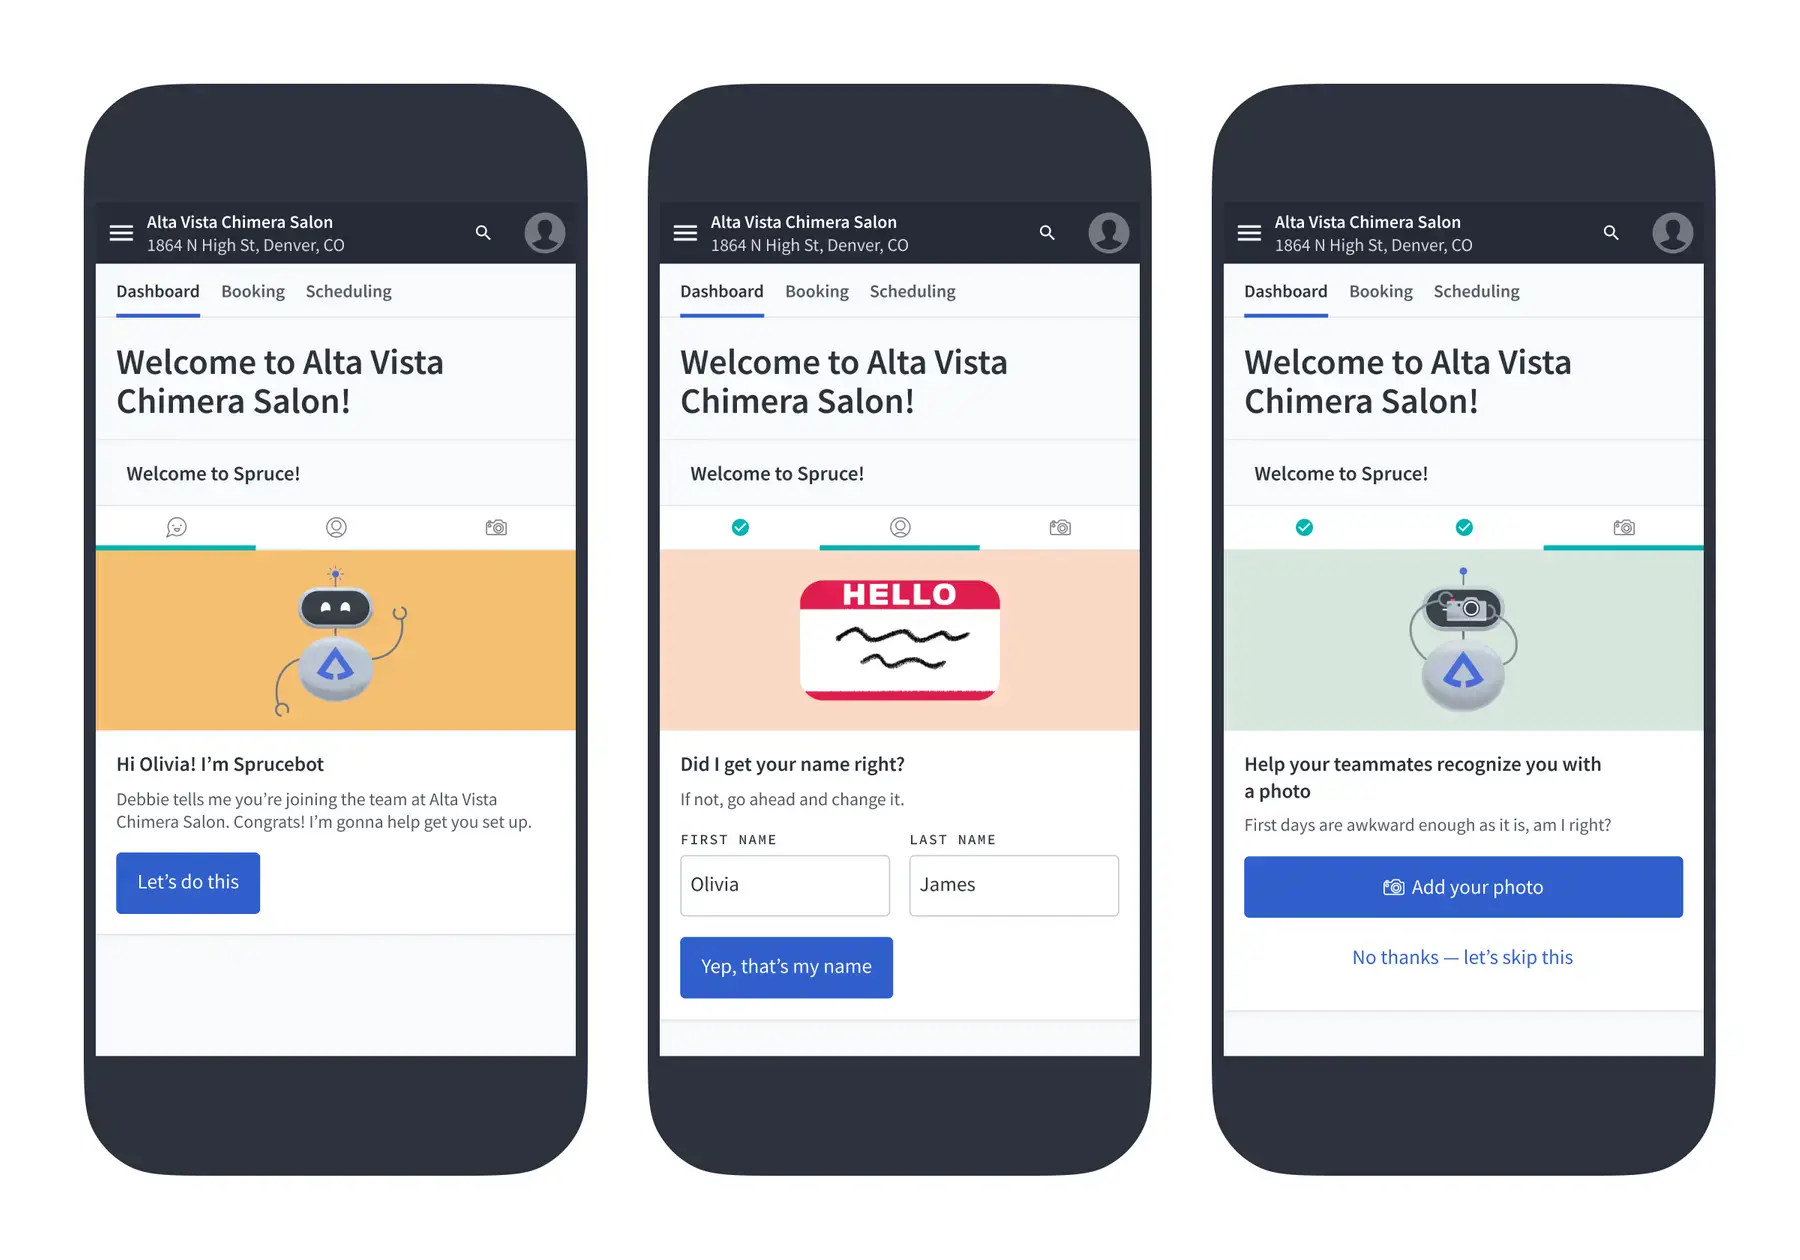 Alta Vista Chimera Salon
1864 N High St, Denver, CO
Dashboard Booking Scheduling
Welcome to Alta Vista
Chimera Salon!
Welcome to Spruce!
Hi Olivia! I’m Sprucebot
Debbie tells me you’re joining the team at Alta Vista
Chimera Salon. Congrats! I’m gonna help get you set up.
Let’s do this
Alta Vista Chimera Salon
1864 N High St, Denver, CO
Dashboard Booking Scheduling
Welcome to Alta Vista
Chimera Salon!
Welcome to Spruce!
HELLO
Did I get your name right?
If not, go ahead and change it.
FIRST NAME LAST NAME
Olivia James
Yep, that’s my name
Alta Vista Chimera Salon
1864 N High St, Denver, CO
Dashboard Booking Scheduling
Welcome to Alta Vista
Chimera Salon!
Welcome to Spruce!
Help your teammates recognize you with
a photo
First days are awkward enough as it is, am I right?
Add your photo
No thanks — let’s skip this